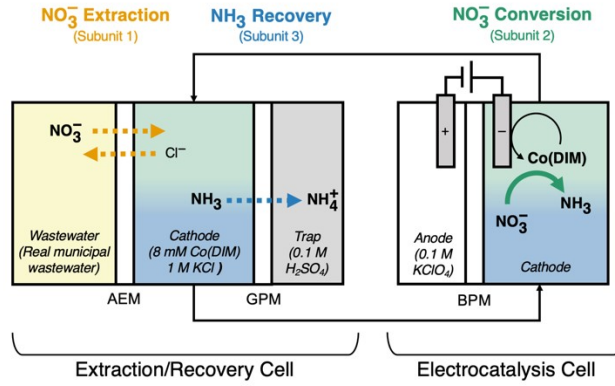 NO₃⁻ Extraction
(Subunit 1)
NH₃ Recovery
(Subunit 3)
NO₃⁻ Conversion
(Subunit 2)
NO₃⁻
Cl⁻
NH₃
NH₄⁺
Wastewater
(Real municipal
wastewater)
Cathode
(8 mM Co(DIM)
1 M KCl )
Trap
(0.1 M
H₂SO₄)
AEM
GPM
Extraction/Recovery Cell
+
−
Co(DIM)
NO₃⁻
NH₃
Anode
(0.1 M
KClO₄)
Cathode
BPM
Electrocatalysis Cell